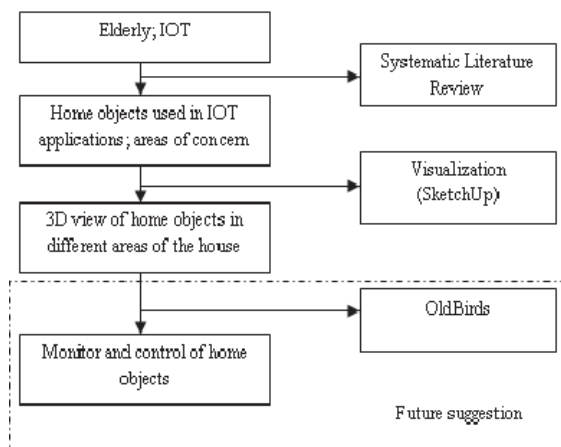 Elderly; IOT
Systematic Literature
Review
Home objects used in IOT
applications; areas of concern
Visualization
(SketchUp)
3D view of home objects in
different areas of the house
OldBirds
Monitor and control of home
objects
Future suggestion